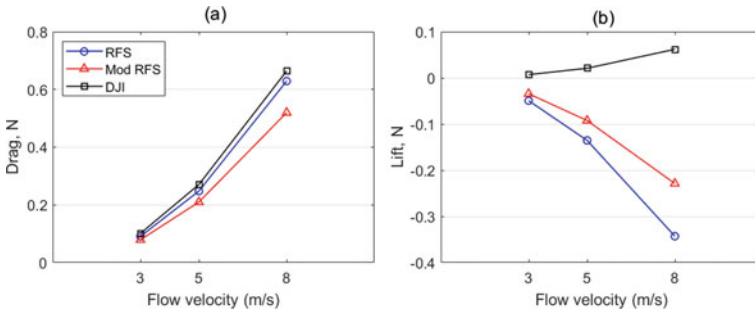 (a)
0.8
0.6
0.4
0.2
0
RFS
Mod RFS
DJI
Drag, N
3 5 8
Flow velocity (m/s)
(b)
0.1
0
-0.1
-0.2
-0.3
-0.4
Lift, N
3 5 8
Flow velocity (m/s)